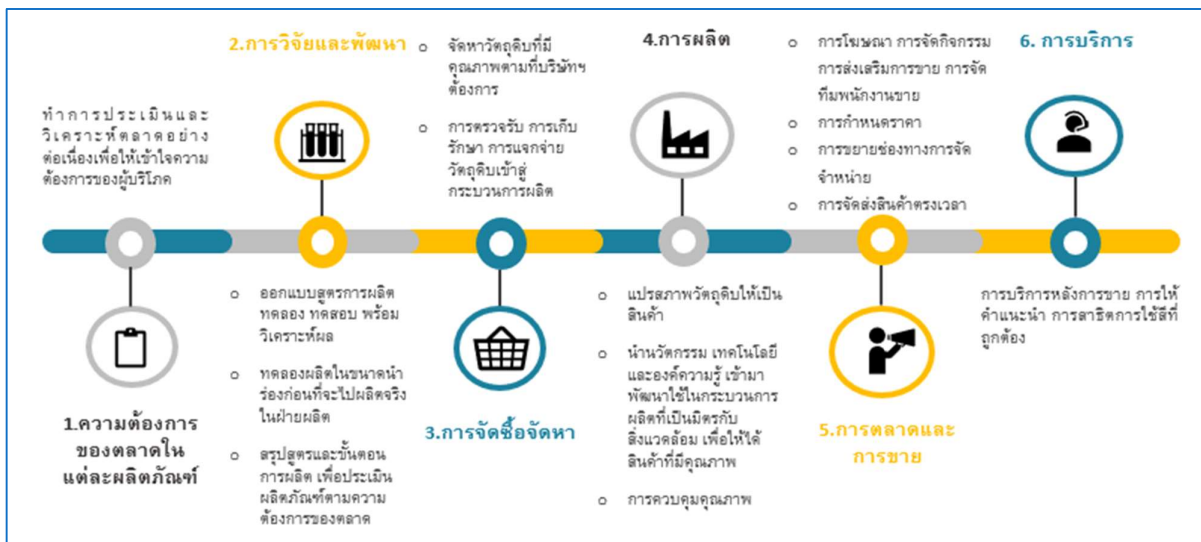 ทำการประเมินและ
วิเคราะห์ตลาดอย่าง
ต่อเนื่องเพื่อให้เข้าใจความ
ต้องการของผู้บริโภค
1.ความต้องการ
ของตลาดใน
แต่ละผลิตภัณฑ์
2.การวิจัยและพัฒนา
o ออกแบบสูตรการผลิต
ทดลอง ทดสอบ พร้อม
วิเคราะห์ผล
o ทดลองผลิตในขนาดนำ
ร่องก่อนที่จะไปผลิตจริง
ในฝ่ายผลิต
o สรุปสูตรและขั้นตอน
การผลิต เพื่อประเมิน
ผลิตภัณฑ์ตามความ
ต้องการของตลาด
o จัดหาวัตถุดิบที่มี
คุณภาพตามที่บริษัทฯ
ต้องการ
o การตรวจรับ การเก็บ
รักษา การแจกจ่าย
วัตถุดิบเข้าสู่
กระบวนการผลิต
3.การจัดซื้อจัดหา
4.การผลิต
o แปรสภาพวัตถุดิบให้เป็น
สินค้า
o นำนวัตกรรม เทคโนโลยี
และองค์ความรู้ เข้ามา
พัฒนาใช้ในกระบวนการ
ผลิตที่เป็นมิตรกับ
สิ่งแวดล้อม เพื่อให้ได้
สินค้าที่มีคุณภาพ
o การควบคุมคุณภาพ
o การโฆษณา การจัดกิจกรรม
การส่งเสริมการขาย การจัด
ทีมพนักงานขาย
o การกำหนดราคา
o การขยายช่องทางการจัด
จำหน่าย
o การจัดส่งสินค้าตรงเวลา
5.การตลาดและ
การขาย
6. การบริการ
การบริการหลังการขาย การให้
คำแนะนำ การสาธิตการใช้สีที่
ถูกต้อง